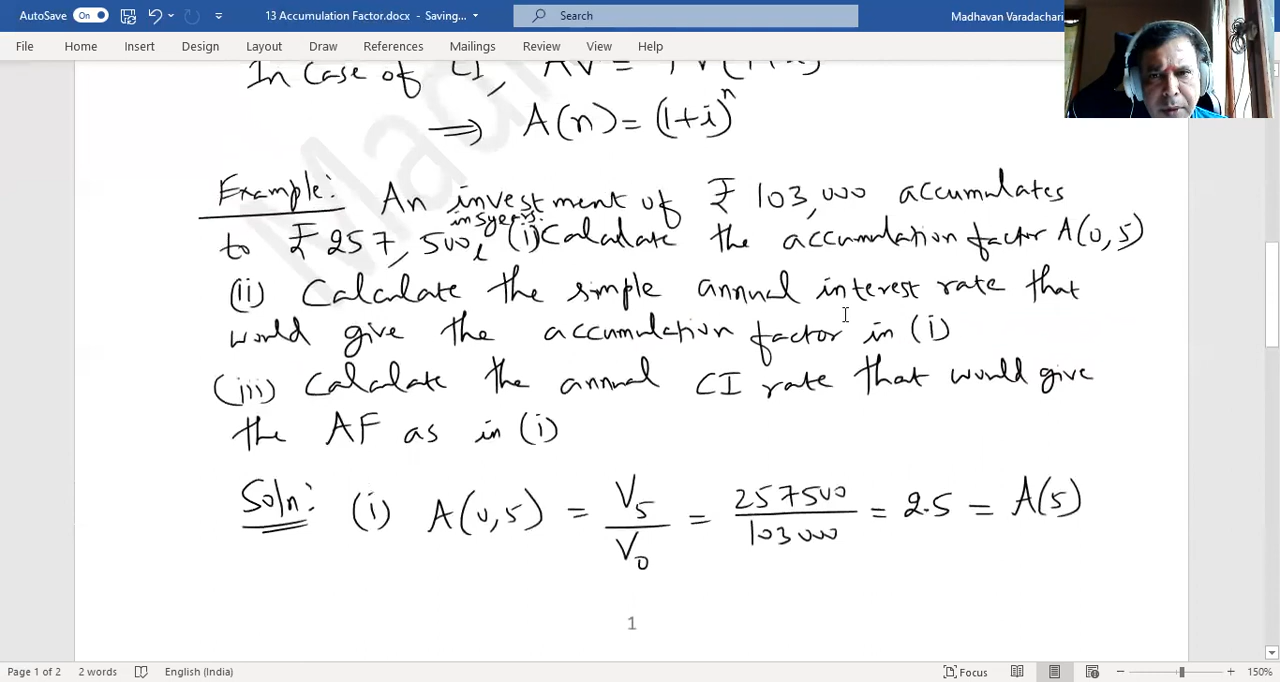 AutoSave On 13 Accumulation Factor.docx - Saving... Search Madhavan Varadachari
File Home Insert Design Layout Draw References Mailings Review View Help
In Case of CI, AV =
⟹ A(n) = (1+i)^n
Example: An investment of ₹ 103,000 accumulates
in 5 years.
to ₹ 257,500, (i) Calculate the accumulation factor A(0,5)
(ii) Calculate the simple annual interest rate that
would give the accumulation factor in (i)
(iii) Calculate the annual CI rate that would give
the AF as in (i)
Soln: (i) A(0,5) = V5/V0 = 257500/103000 = 2.5 = A(5)
1
Page 1 of 2 2 words English (India) Focus 150%